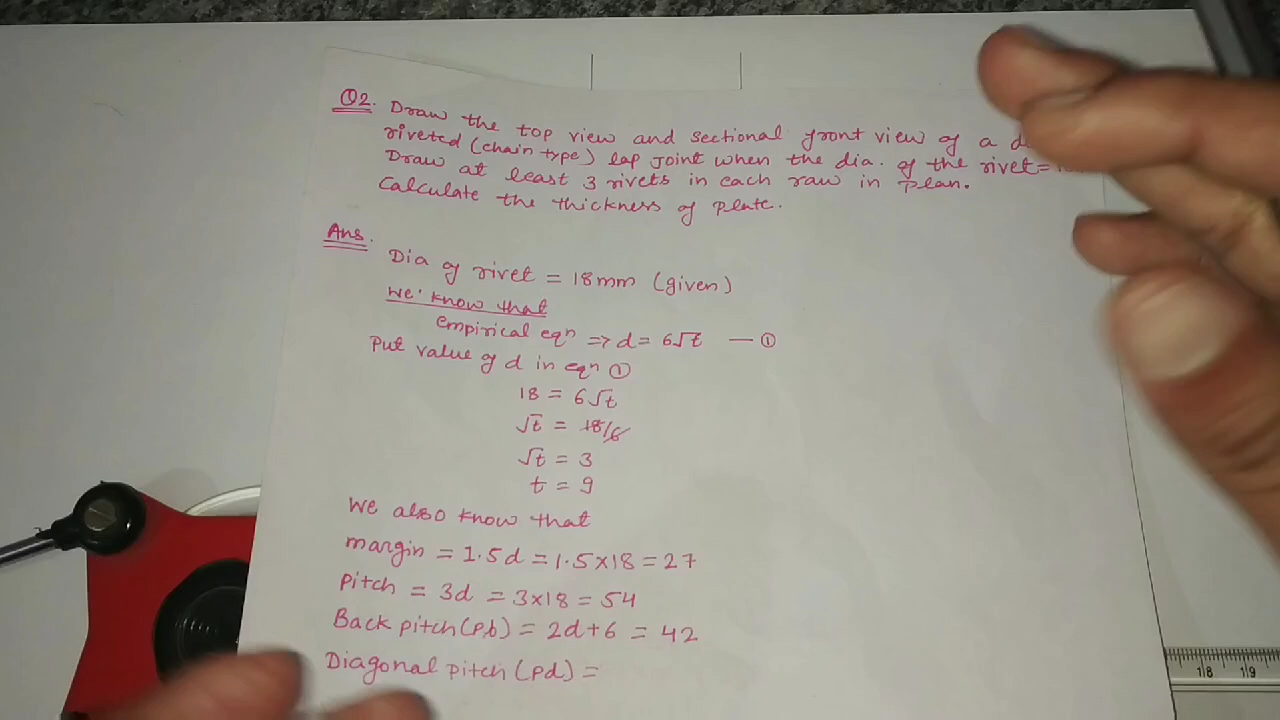 Q2. Draw the top view and sectional front view of a
riveted (chain type) lap joint when the dia. of the rivet=
Draw at least 3 rivets in each raw in plan.
Calculate the thickness of plate.
Ans.
Dia of rivet = 18mm (given)
We know that
empirical eqn => d = 6√t — ①
Put value of d in eqn ①
18 = 6√t
√t = 18/6
√t = 3
t = 9
We also know that
margin = 1.5d = 1.5×18 = 27
Pitch = 3d = 3×18 = 54
Back pitch (Pb) = 2d+6 = 42
Diagonal pitch (pd) =
18 19